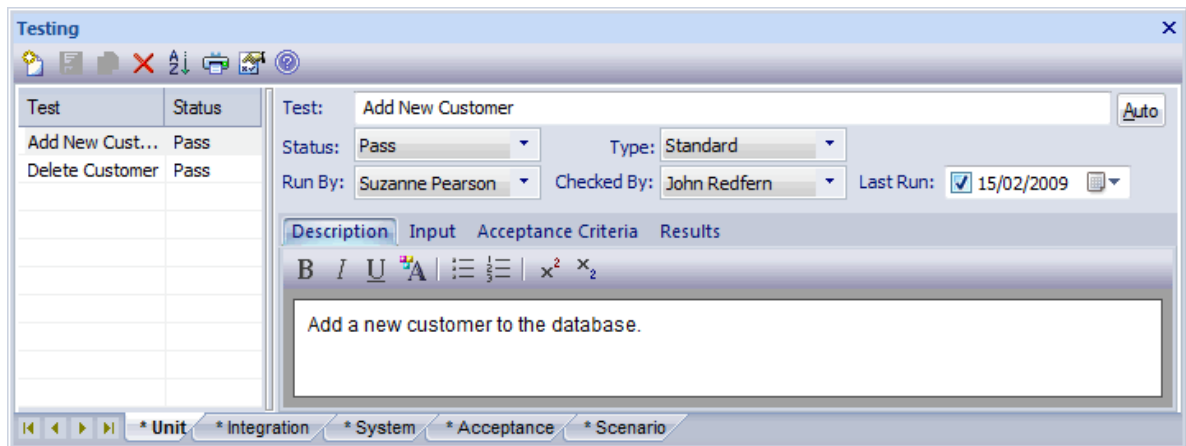 Testing
Test Status
Add New Cust... Pass
Delete Customer Pass
Test: Add New Customer Auto
Status: Pass Type: Standard
Run By: Suzanne Pearson Checked By: John Redfern Last Run: 15/02/2009
Description Input Acceptance Criteria Results
B I U A x² x₂
Add a new customer to the database.
* Unit * Integration * System * Acceptance * Scenario